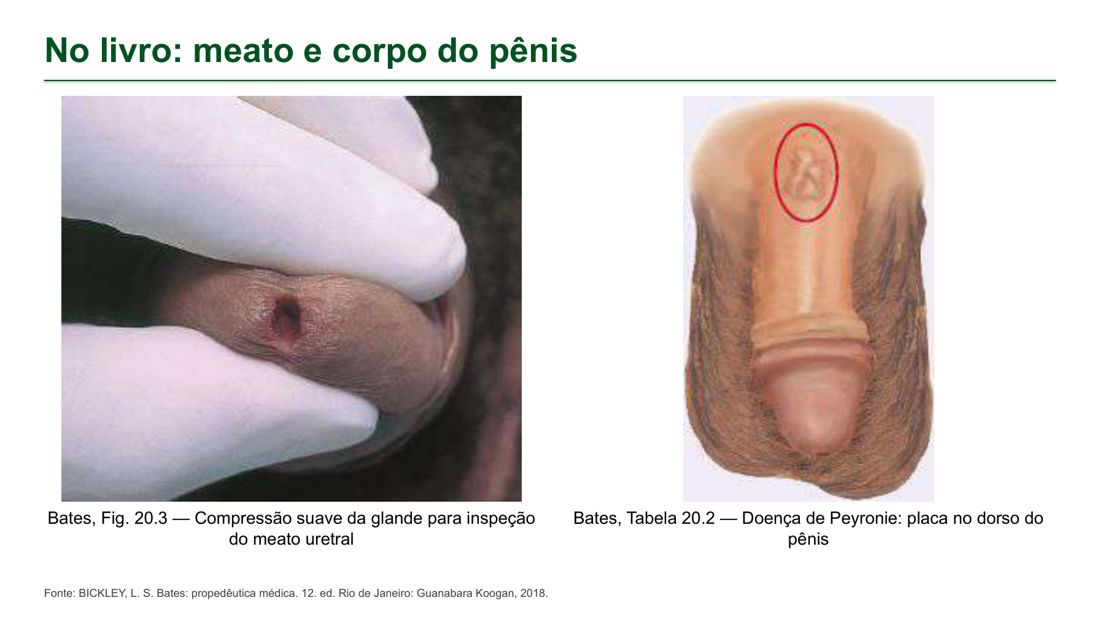 No livro: meato e corpo do pênis
Bates, Fig. 20.3 — Compressão suave da glande para inspeção
do meato uretral
Bates, Tabela 20.2 — Doença de Peyronie: placa no dorso do
pênis
Fonte: BICKLEY, L. S. Bates: propedêutica médica. 12. ed. Rio de Janeiro: Guanabara Koogan, 2018.